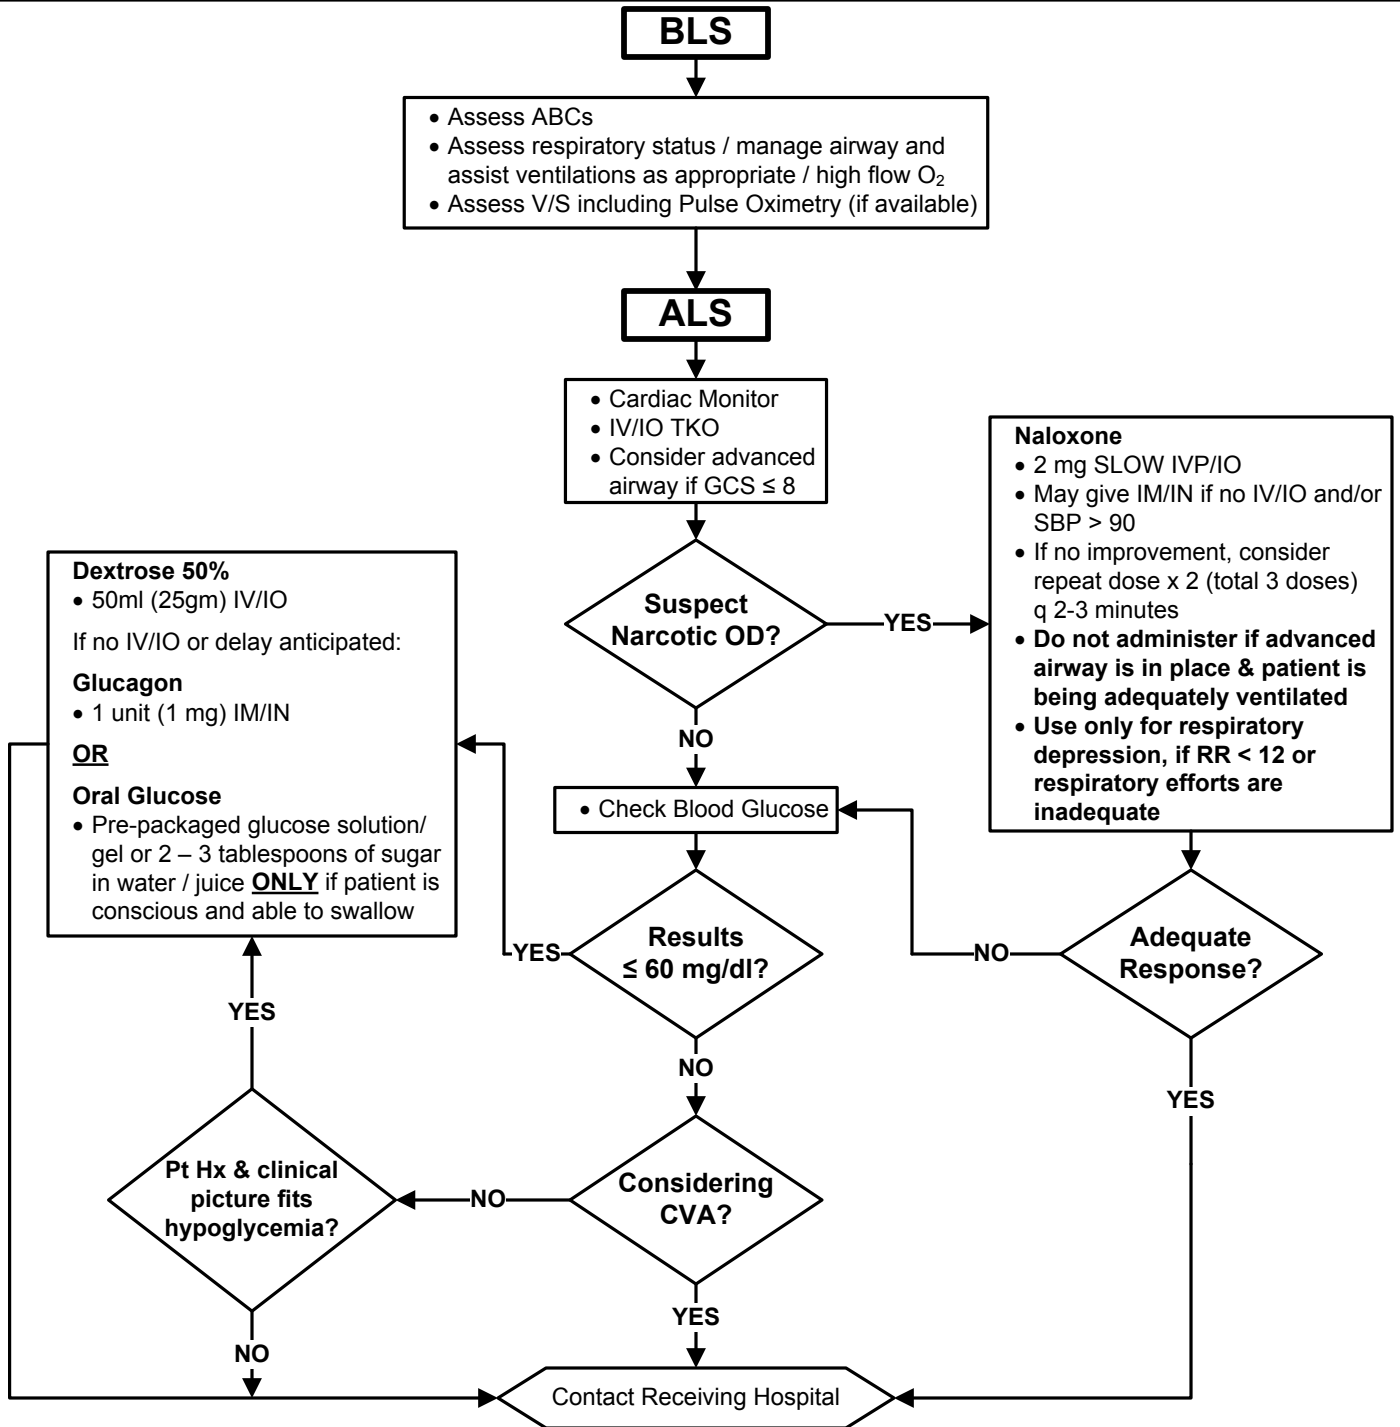 BLS
• Assess ABCs
• Assess respiratory status / manage airway and
assist ventilations as appropriate / high flow O₂
• Assess V/S including Pulse Oximetry (if available)
ALS
• Cardiac Monitor
• IV/IO TKO
• Consider advanced
airway if GCS ≤ 8
Suspect
Narcotic OD?
YES
Naloxone
• 2 mg SLOW IVP/IO
• May give IM/IN if no IV/IO and/or
SBP > 90
• If no improvement, consider
repeat dose x 2 (total 3 doses)
q 2-3 minutes
• Do not administer if advanced
airway is in place & patient is
being adequately ventilated
• Use only for respiratory
depression, if RR < 12 or
respiratory efforts are
inadequate
NO
• Check Blood Glucose
Dextrose 50%
• 50ml (25gm) IV/IO
If no IV/IO or delay anticipated:
Glucagon
• 1 unit (1 mg) IM/IN
OR
Oral Glucose
• Pre-packaged glucose solution/
gel or 2 – 3 tablespoons of sugar
in water / juice ONLY if patient is
conscious and able to swallow
YES
Results
≤ 60 mg/dl?
NO
Adequate
Response?
YES
NO
YES
Pt Hx & clinical
picture fits
hypoglycemia?
NO
Considering
CVA?
YES
NO
Contact Receiving Hospital